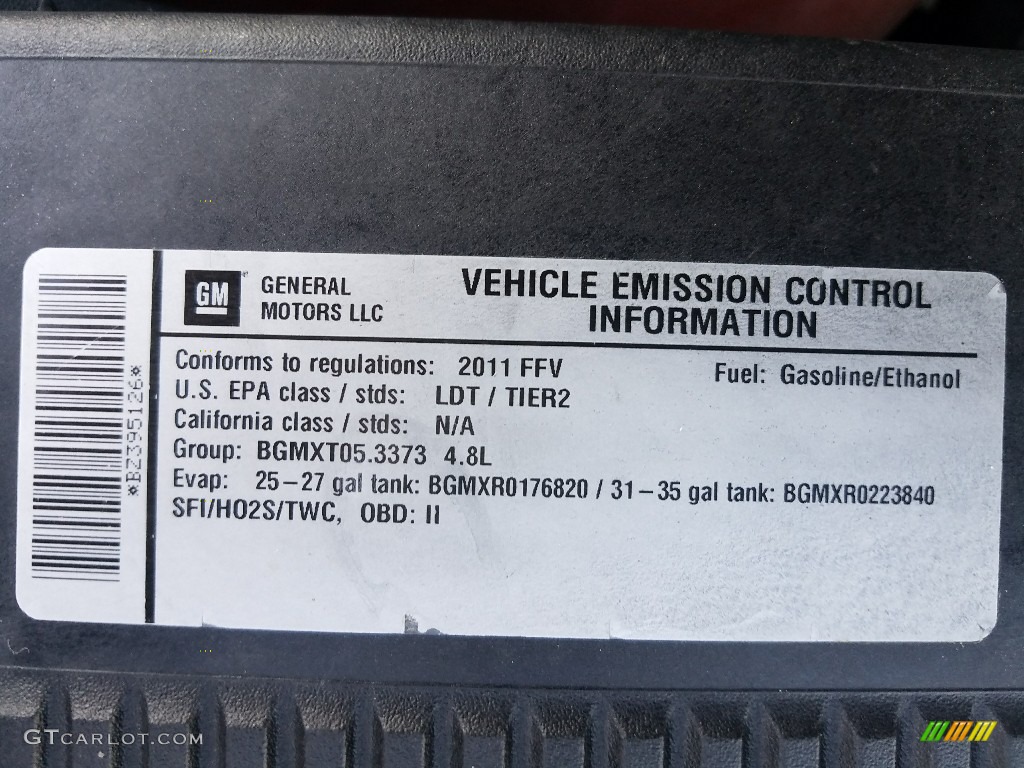 GM
GENERAL
MOTORS LLC
VEHICLE EMISSION CONTROL
INFORMATION
Conforms to regulations: 2011 FFV
Fuel: Gasoline/Ethanol
U.S. EPA class / stds: LDT / TIER2
California class / stds: N/A
Group: BGMXT05.3373 4.8L
Evap: 25-27 gal tank: BGMXR0176820 / 31-35 gal tank: BGMXR0223840
SFI/HO2S/TWC, OBD: II
*BZ395126*
GTCARLOT.COM